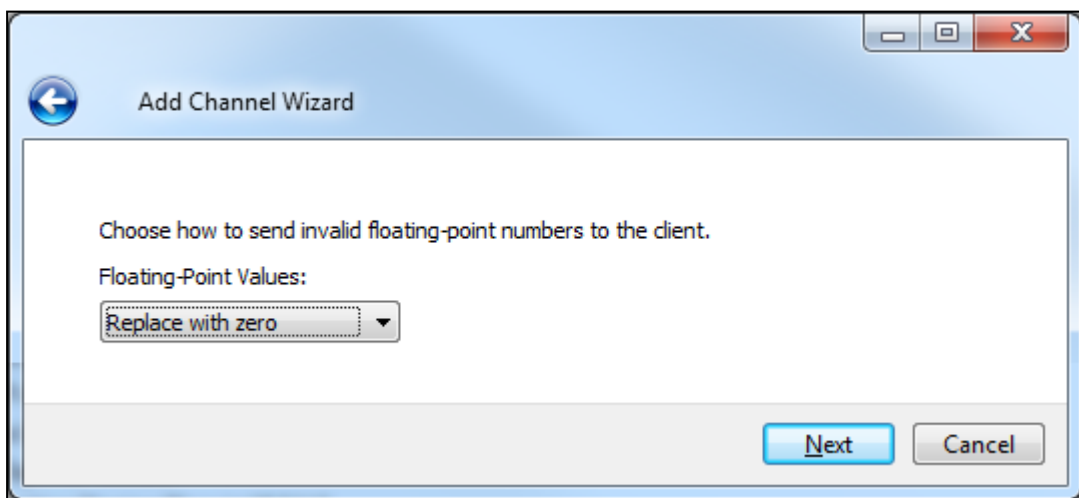 Add Channel Wizard
Choose how to send invalid floating-point numbers to the client.
Floating-Point Values:
Replace with zero
Next
Cancel